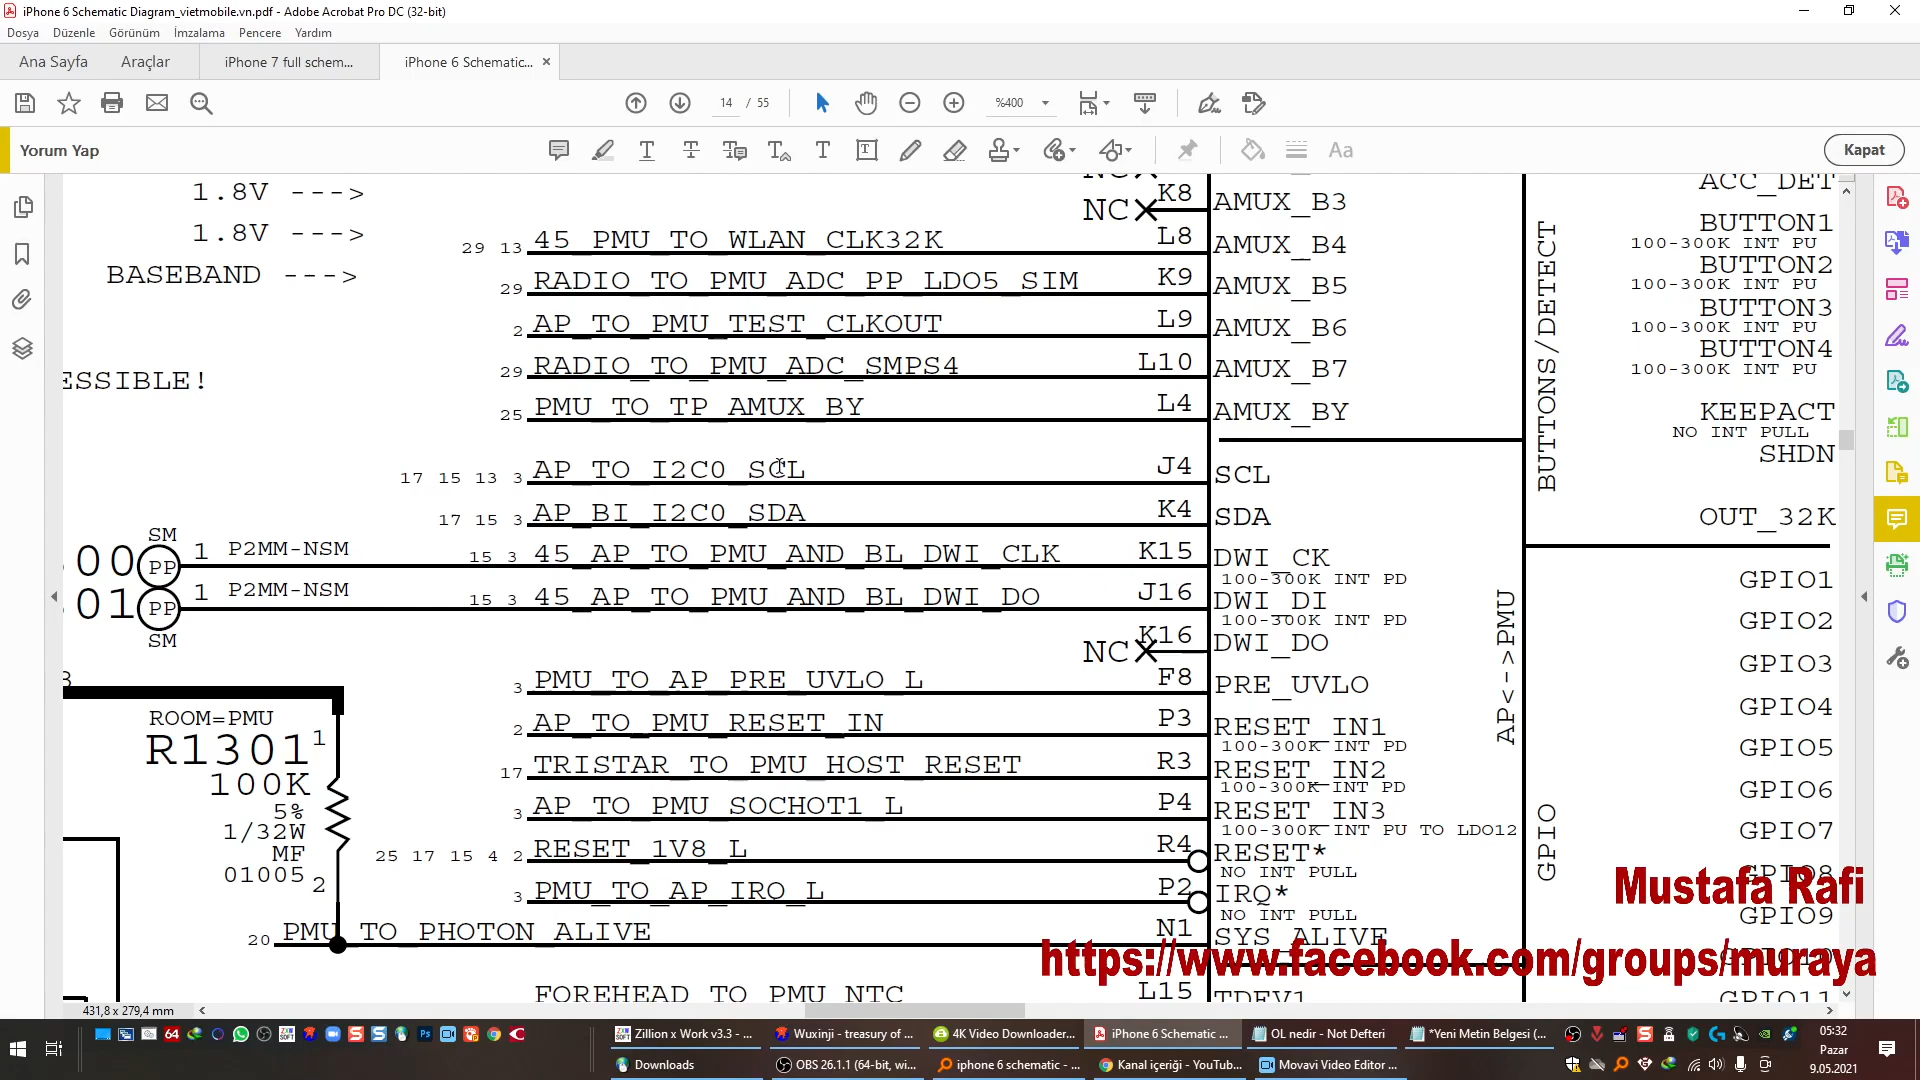 iPhone 6 Schematic Diagram_vietmobile.vn.pdf - Adobe Acrobat Pro DC (32-bit)
Dosya Düzenle Görünüm İmzalama Pencere Yardım
Ana Sayfa Araçlar iPhone 7 full schem... iPhone 6 Schematic...
14 / 55 %400
Yorum Yap Kapat
1.8V --->
1.8V --->
BASEBAND --->
ESSIBLE!
NC K8 AMUX_B3
29 13 45_PMU_TO_WLAN_CLK32K L8 AMUX_B4
29 RADIO_TO_PMU_ADC_PP_LDO5_SIM K9 AMUX_B5
2 AP_TO_PMU_TEST_CLKOUT L9 AMUX_B6
29 RADIO_TO_PMU_ADC_SMPS4 L10 AMUX_B7
25 PMU_TO_TP_AMUX_BY L4 AMUX_BY
17 15 13 3 AP_TO_I2C0_SCL J4 SCL
17 15 3 AP_BI_I2C0_SDA K4 SDA
SM
00 PP 1 P2MM-NSM 15 3 45_AP_TO_PMU_AND_BL_DWI_CLK K15 DWI_CK
100-300K INT PD
01 PP 1 P2MM-NSM 15 3 45_AP_TO_PMU_AND_BL_DWI_DO J16 DWI_DI
100-300K INT PD
SM
NC K16 DWI_DO
3 PMU_TO_AP_PRE_UVLO_L F8 PRE_UVLO
2 AP_TO_PMU_RESET_IN P3 RESET_IN1
100-300K INT PD
17 TRISTAR_TO_PMU_HOST_RESET R3 RESET_IN2
100-300K INT PD
3 AP_TO_PMU_SOCHOT1_L P4 RESET_IN3
100-300K INT PU TO LDO12
25 17 15 4 2 RESET_1V8_L R4 RESET*
NO INT PULL
3 PMU_TO_AP_IRQ_L P2 IRQ*
NO INT PULL
20 PMU_TO_PHOTON_ALIVE N1 SYS_ALIVE
FOREHEAD_TO_PMU_NTC L15 TDEV1
ROOM=PMU
R1301 1
100K
5%
1/32W
MF
01005 2
AP<->PMU
BUTTONS/DETECT
GPIO
ACC_DET
BUTTON1
100-300K INT PU
BUTTON2
100-300K INT PU
BUTTON3
100-300K INT PU
BUTTON4
100-300K INT PU
KEEPACT
NO INT PULL
SHDN
OUT_32K
GPIO1
GPIO2
GPIO3
GPIO4
GPIO5
GPIO6
GPIO7
GPIO8
GPIO9
GPIO10
GPIO11
Mustafa Rafi
https://www.facebook.com/groups/muraya
431,8 x 279,4 mm
Zillion x Work v3.3 - Wuxinji - treasury of ... 4K Video Downloader... iPhone 6 Schematic ... OL nedir - Not Defteri *Yeni Metin Belgesi (...
Downloads OBS 26.1.1 (64-bit, wi... iphone 6 schematic - ... Kanal içeriği - YouTub... Movavi Video Editor ...
05:32
Pazar
9.05.2021